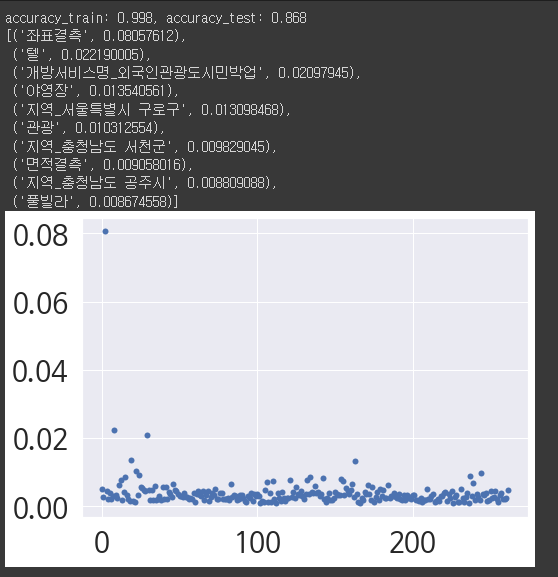 accuracy_train: 0.998, accuracy_test: 0.868
[('좌표결측', 0.08057612),
('텔', 0.022190005),
('개방서비스명_외국인관광도시민박업', 0.02097945),
('야영장', 0.013540561),
('지역_서울특별시 구로구', 0.013098468),
('관광', 0.010312554),
('지역_충청남도 서천군', 0.009829045),
('면적결측', 0.009058016),
('지역_충청남도 공주시', 0.008809088),
('풀빌라', 0.008674558)]
0.08
0.06
0.04
0.02
0.00
0 100 200